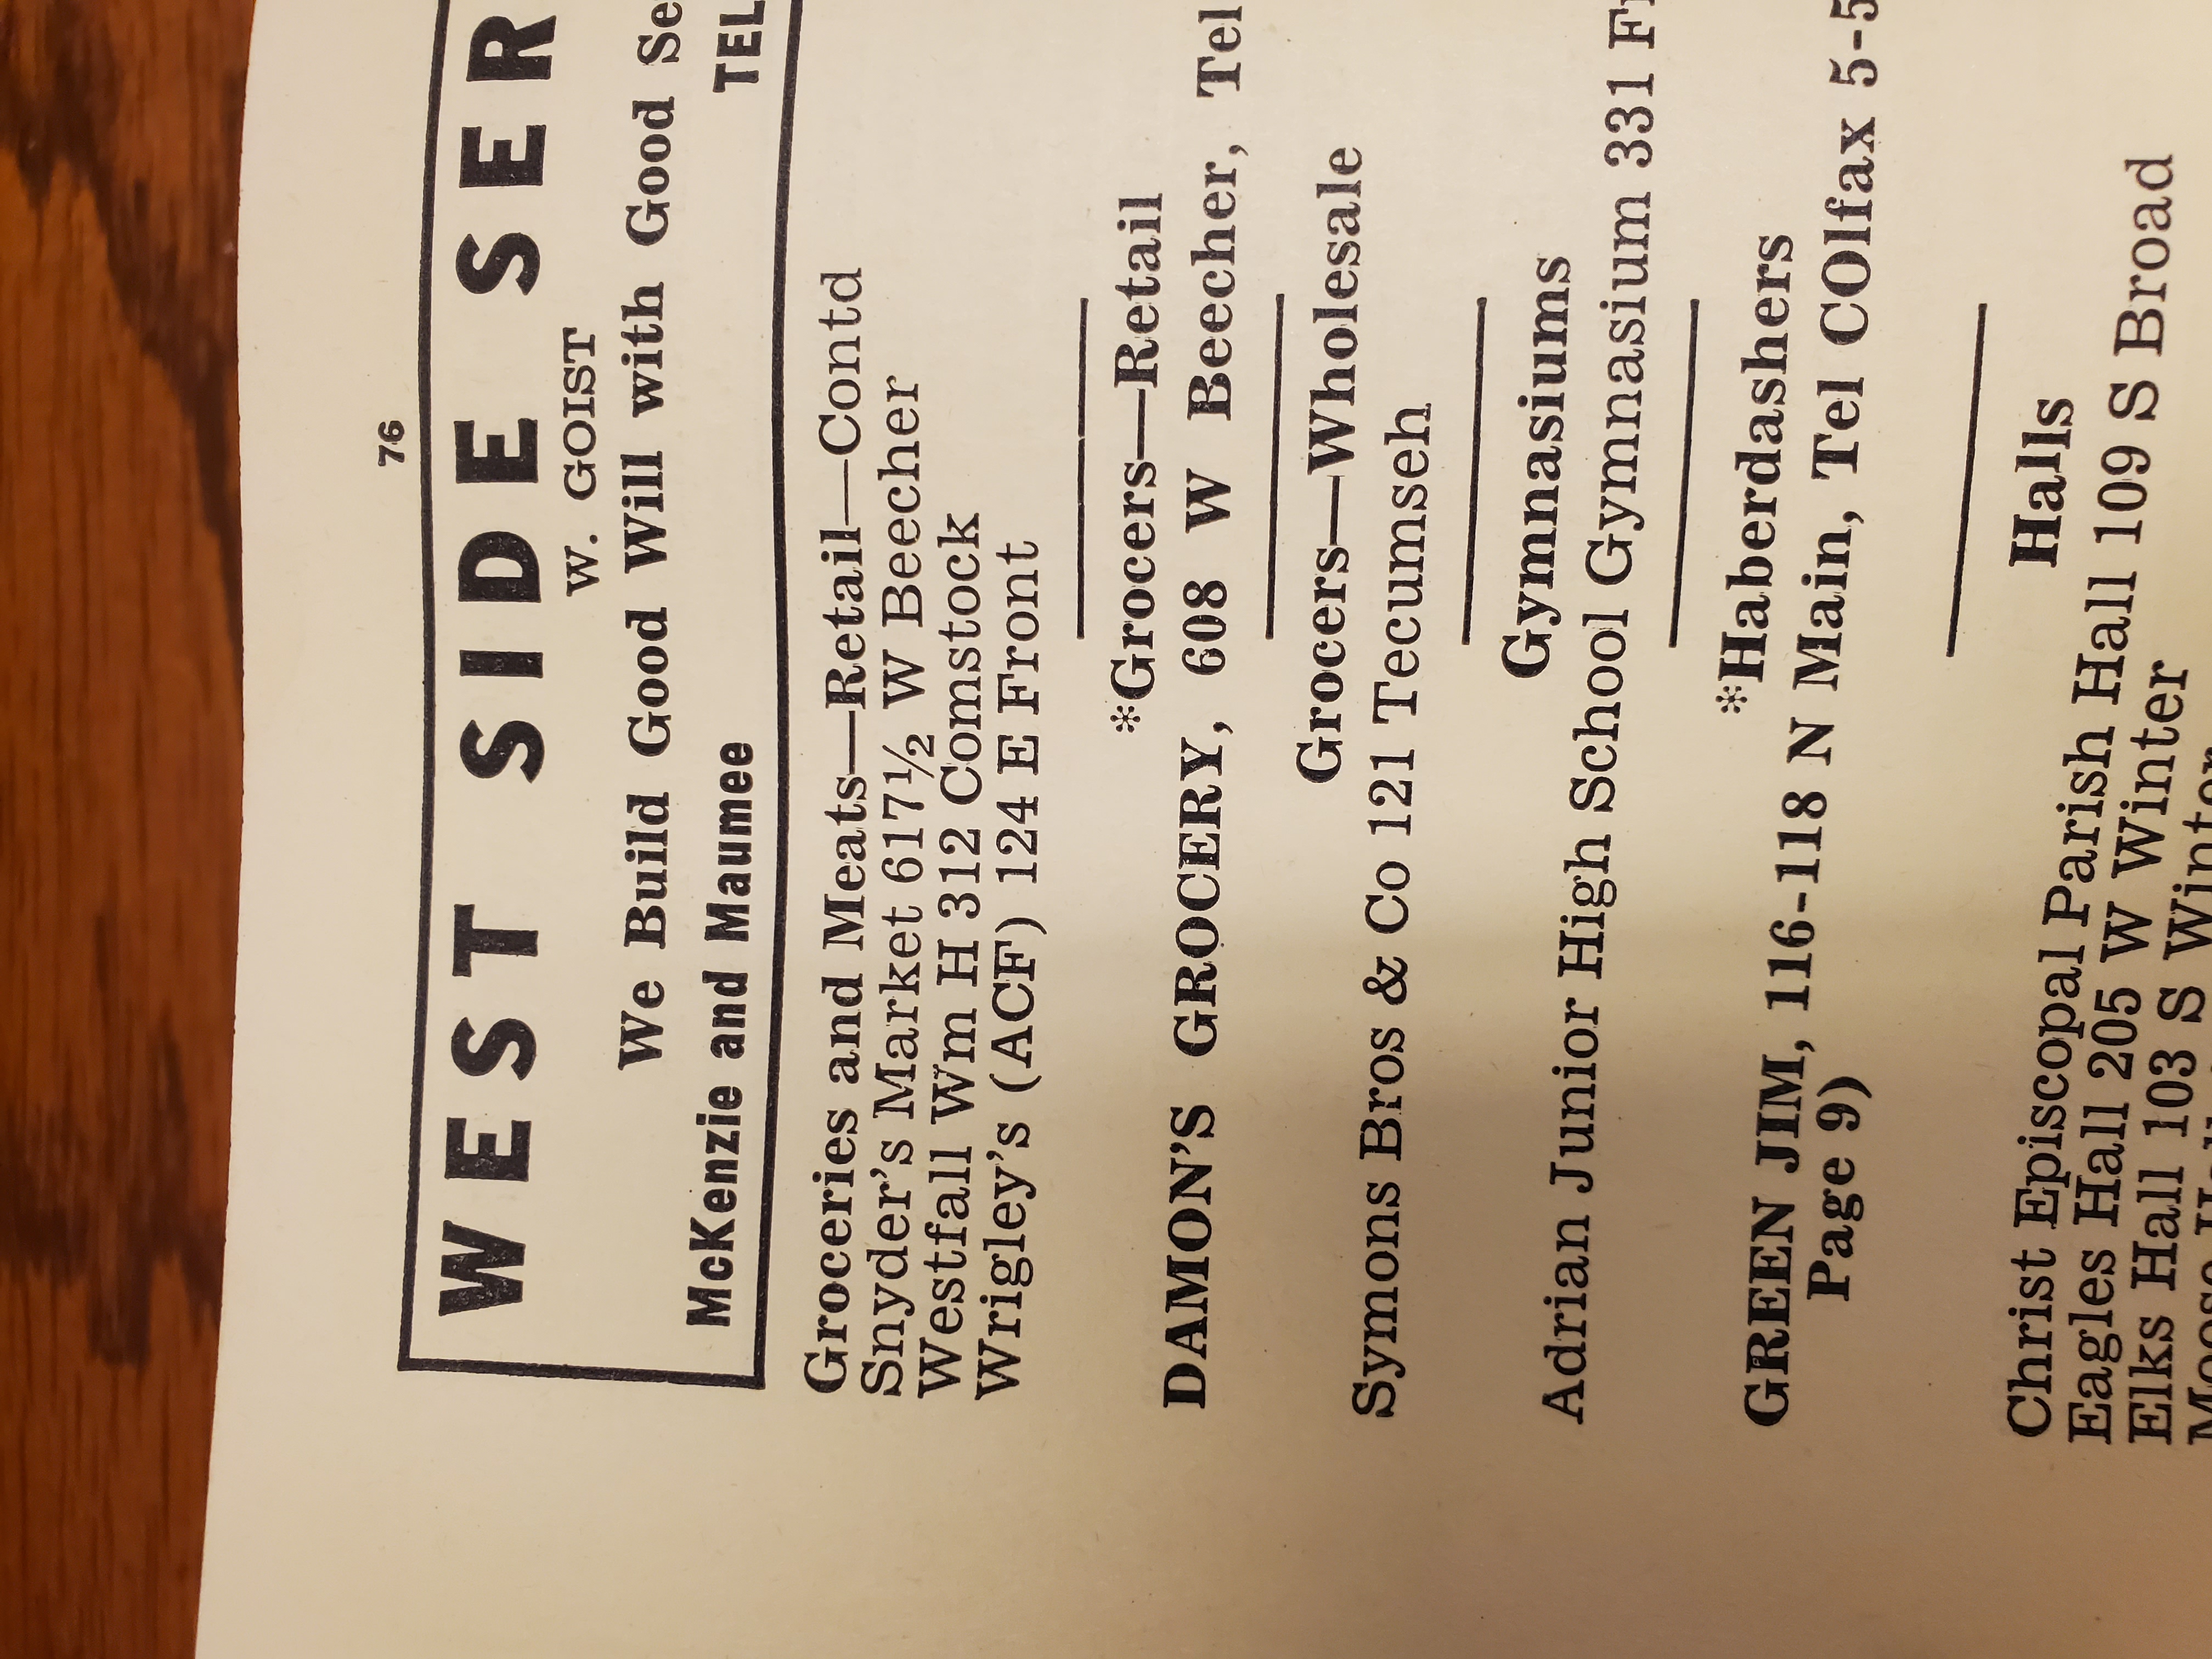 76
WEST SIDE SER
W. GOIST
We Build Good Will with Good Se
McKenzie and Maumee TEL
Groceries and Meats—Retail—Contd
Snyder's Market 617½ W Beecher
Westfall Wm H 312 Comstock
Wrigley's (ACF) 124 E Front
*Grocers—Retail
DAMON'S GROCERY, 608 W Beecher, Tel
Grocers—Wholesale
Symons Bros & Co 121 Tecumseh
Gymnasiums
Adrian Junior High School Gymnasium 331 F
*Haberdashers
GREEN JIM, 116-118 N Main, Tel COlfax 5-5
Page 9)
Halls
Christ Episcopal Parish Hall 109 S Broad
Eagles Hall 205 W Winter
Elks Hall 103 S Winter